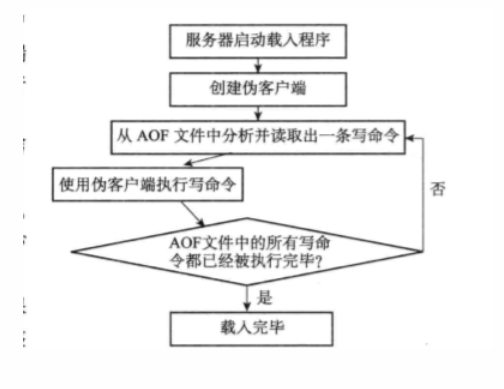 服务器启动载入程序
创建伪客户端
从 AOF 文件中分析并读取出一条写命令
使用伪客户端执行写命令
否
AOF文件中的所有写命
令都已经被执行完毕?
是
载入完毕